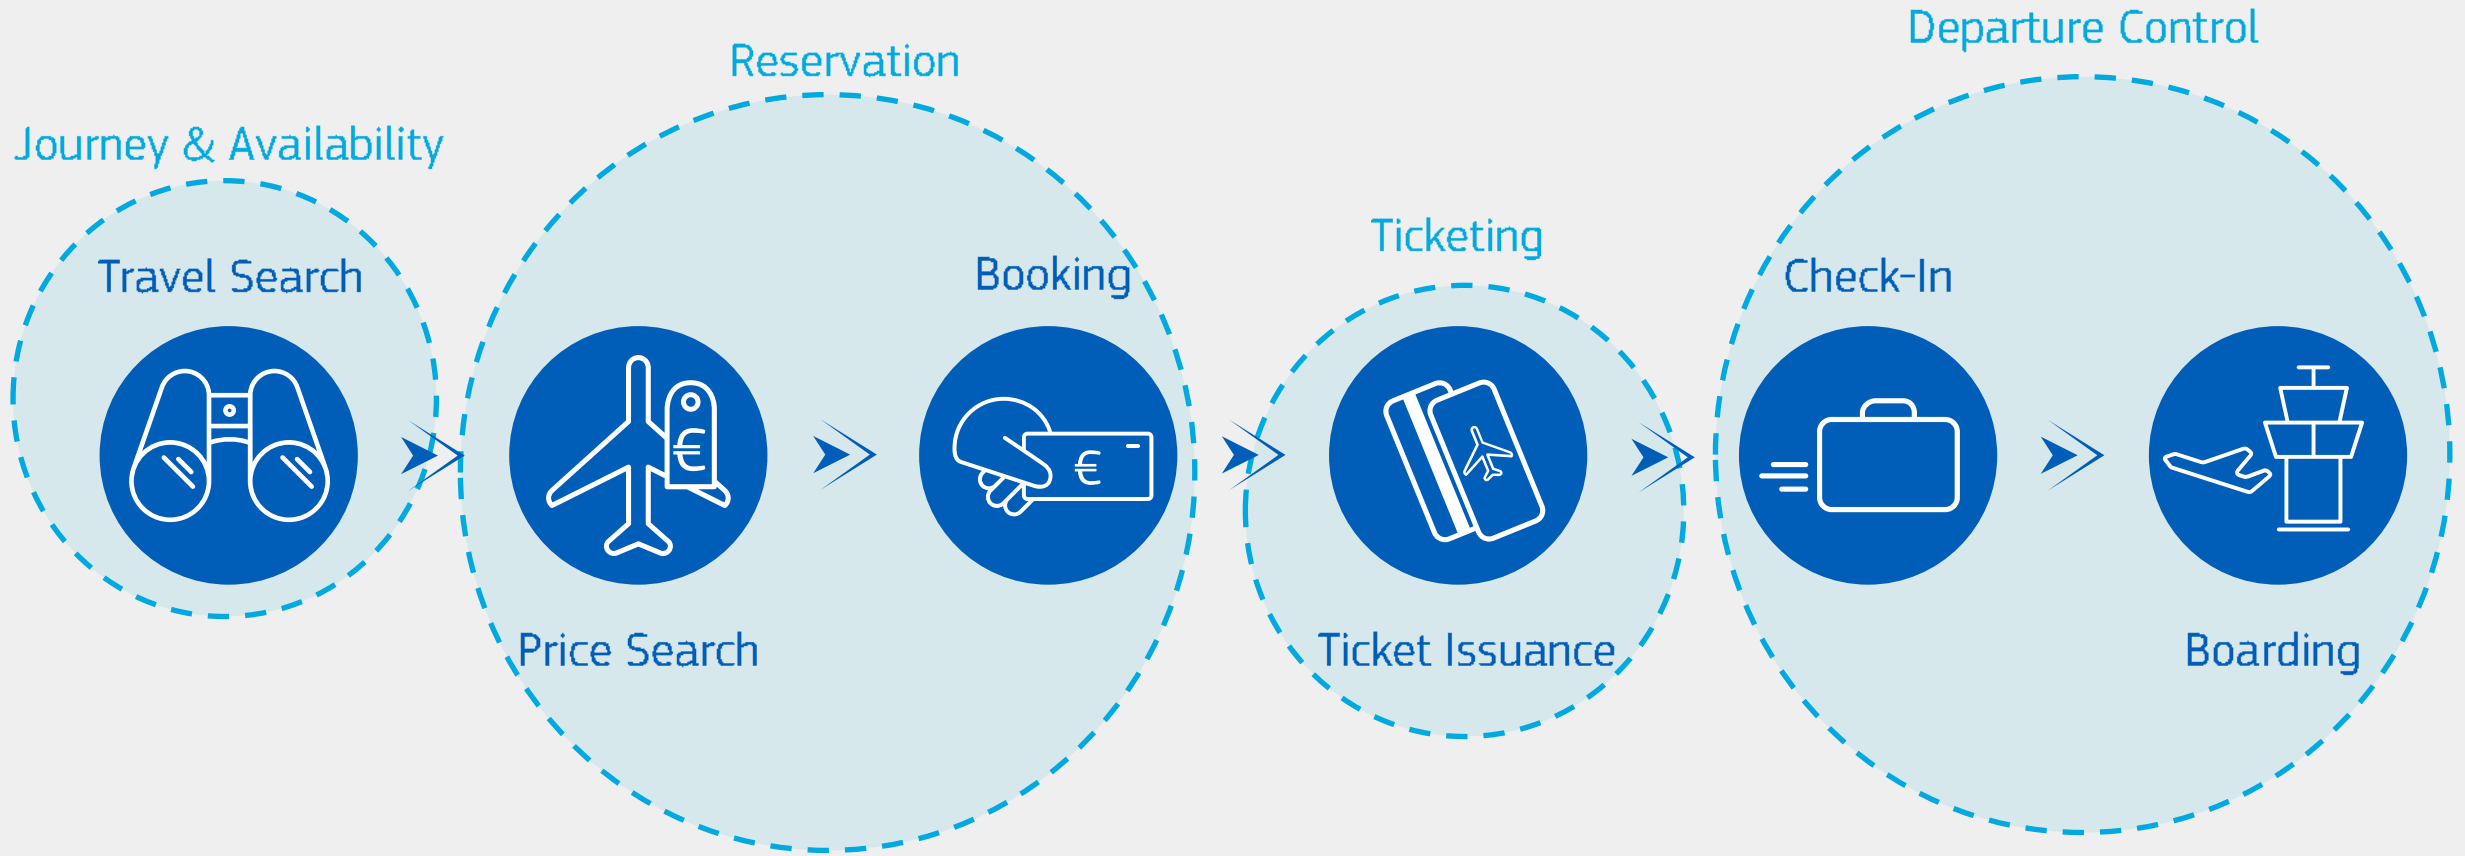 Journey & Availability
Travel Search
Reservation
Price Search
€
Booking
€
Ticketing
Ticket Issuance
Departure Control
Check-In
Boarding